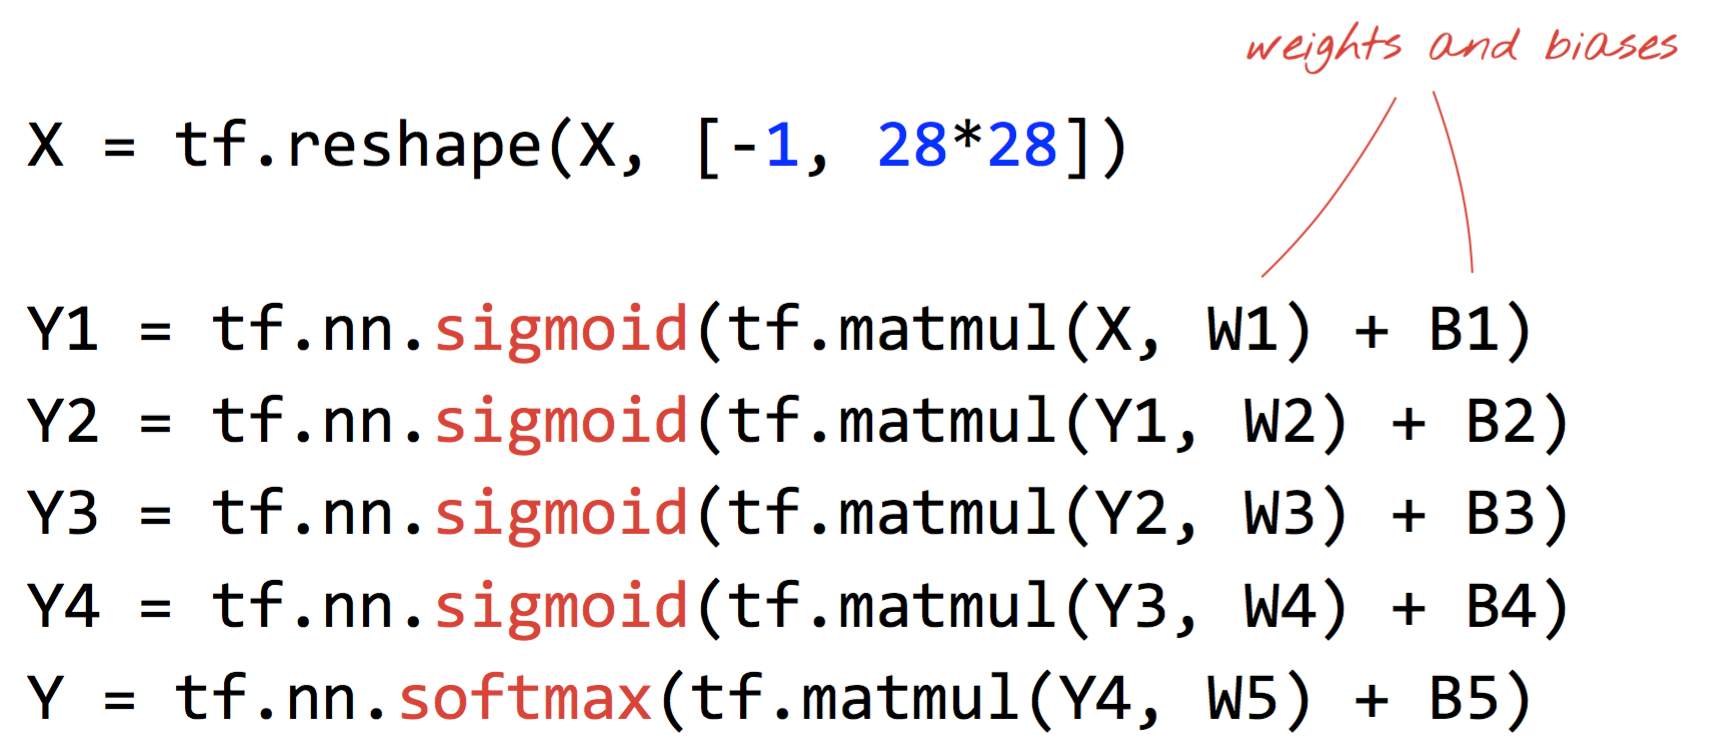 weights and biases
X = tf.reshape(X, [-1, 28*28])
Y1 = tf.nn.sigmoid(tf.matmul(X, W1) + B1)
Y2 = tf.nn.sigmoid(tf.matmul(Y1, W2) + B2)
Y3 = tf.nn.sigmoid(tf.matmul(Y2, W3) + B3)
Y4 = tf.nn.sigmoid(tf.matmul(Y3, W4) + B4)
Y = tf.nn.softmax(tf.matmul(Y4, W5) + B5)